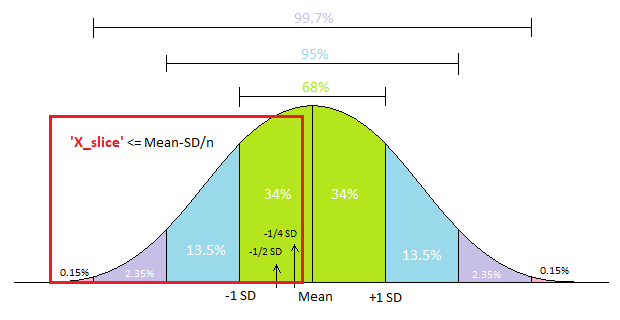 99.7%
95%
68%
'X_slice' <= Mean-SD/n
34%
34%
-1/4 SD
-1/2 SD
13.5%
13.5%
0.15%
2.35%
2.35%
0.15%
-1 SD
Mean
+1 SD